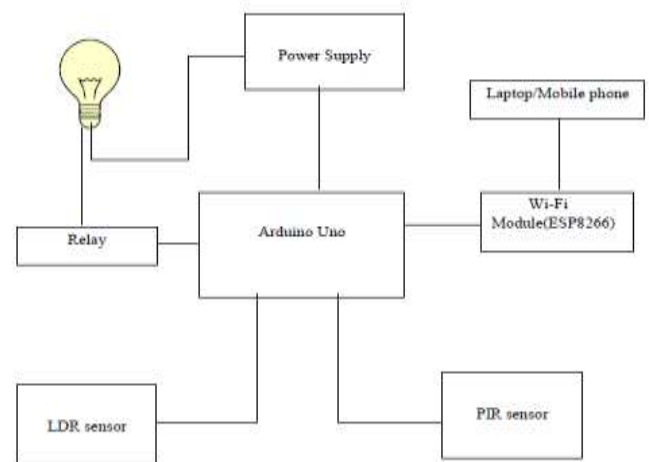 Power Supply
Laptop/Mobile phone
Wi-Fi
Module(ESP8266)
Arduino Uno
Relay
LDR sensor
PIR sensor